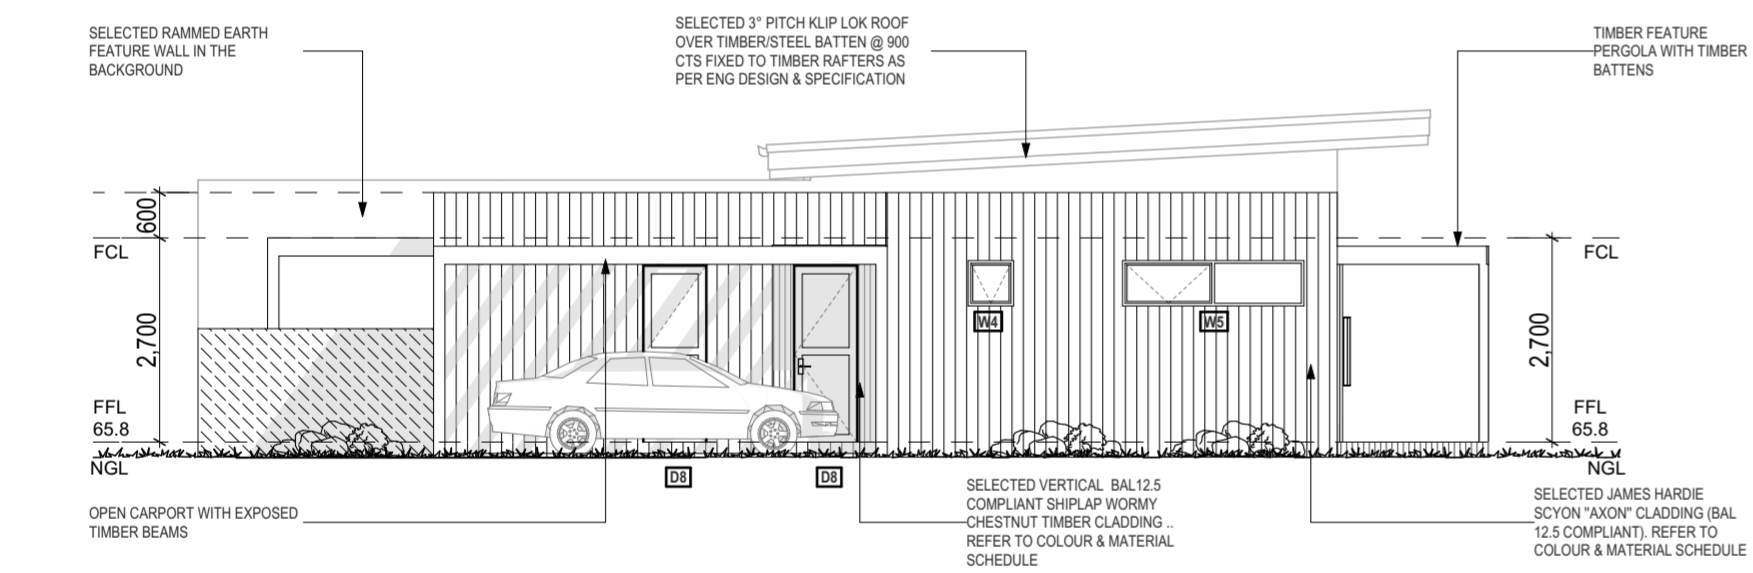 SELECTED RAMMED EARTH
FEATURE WALL IN THE
BACKGROUND
SELECTED 3° PITCH KLIP LOK ROOF
OVER TIMBER/STEEL BATTEN @ 900
CTS FIXED TO TIMBER RAFTERS AS
PER ENG DESIGN & SPECIFICATION
TIMBER FEATURE
PERGOLA WITH TIMBER
BATTENS
600
FCL
2,700
FFL
65.8
NGL
W4
W5
FCL
2,700
FFL
65.8
NGL
D8
D8
OPEN CARPORT WITH EXPOSED
TIMBER BEAMS
SELECTED VERTICAL BAL12.5
COMPLIANT SHIPLAP WORMY
CHESTNUT TIMBER CLADDING ..
REFER TO COLOUR & MATERIAL
SCHEDULE
SELECTED JAMES HARDIE
SCYON "AXON" CLADDING (BAL
12.5 COMPLIANT). REFER TO
COLOUR & MATERIAL SCHEDULE